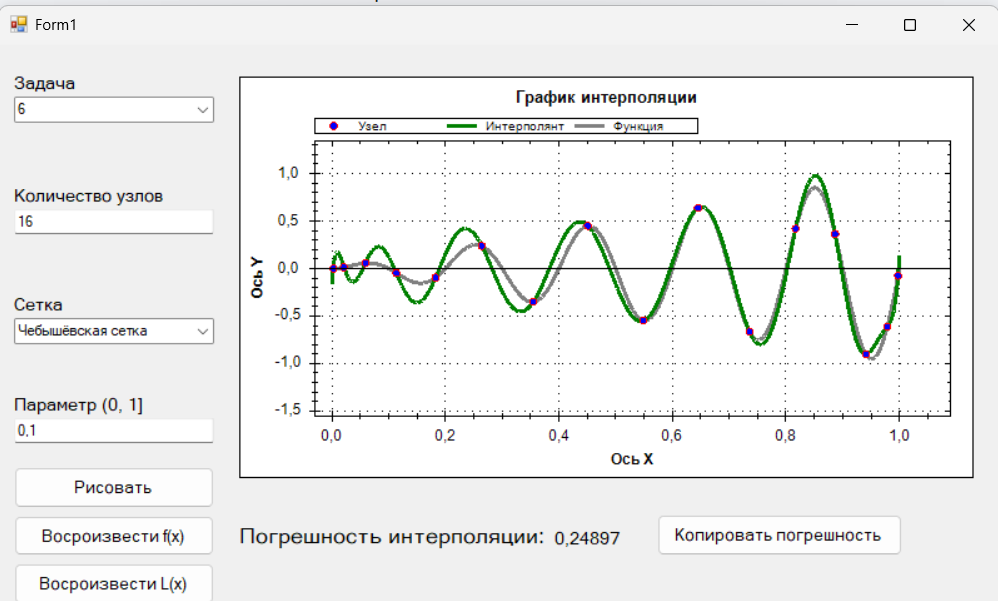 Form1
Задача
6
Количество узлов
16
Сетка
Чебышёвская сетка
Параметр (0, 1]
0,1
Рисовать
Восроизвести f(x)
Восроизвести L(x)
График интерполяции
Узел Интерполянт Функция
Ось Y
1,0
0,5
0,0
-0,5
-1,0
-1,5
0,0 0,2 0,4 0,6 0,8 1,0
Ось X
Погрешность интерполяции: 0,24897
Копировать погрешность